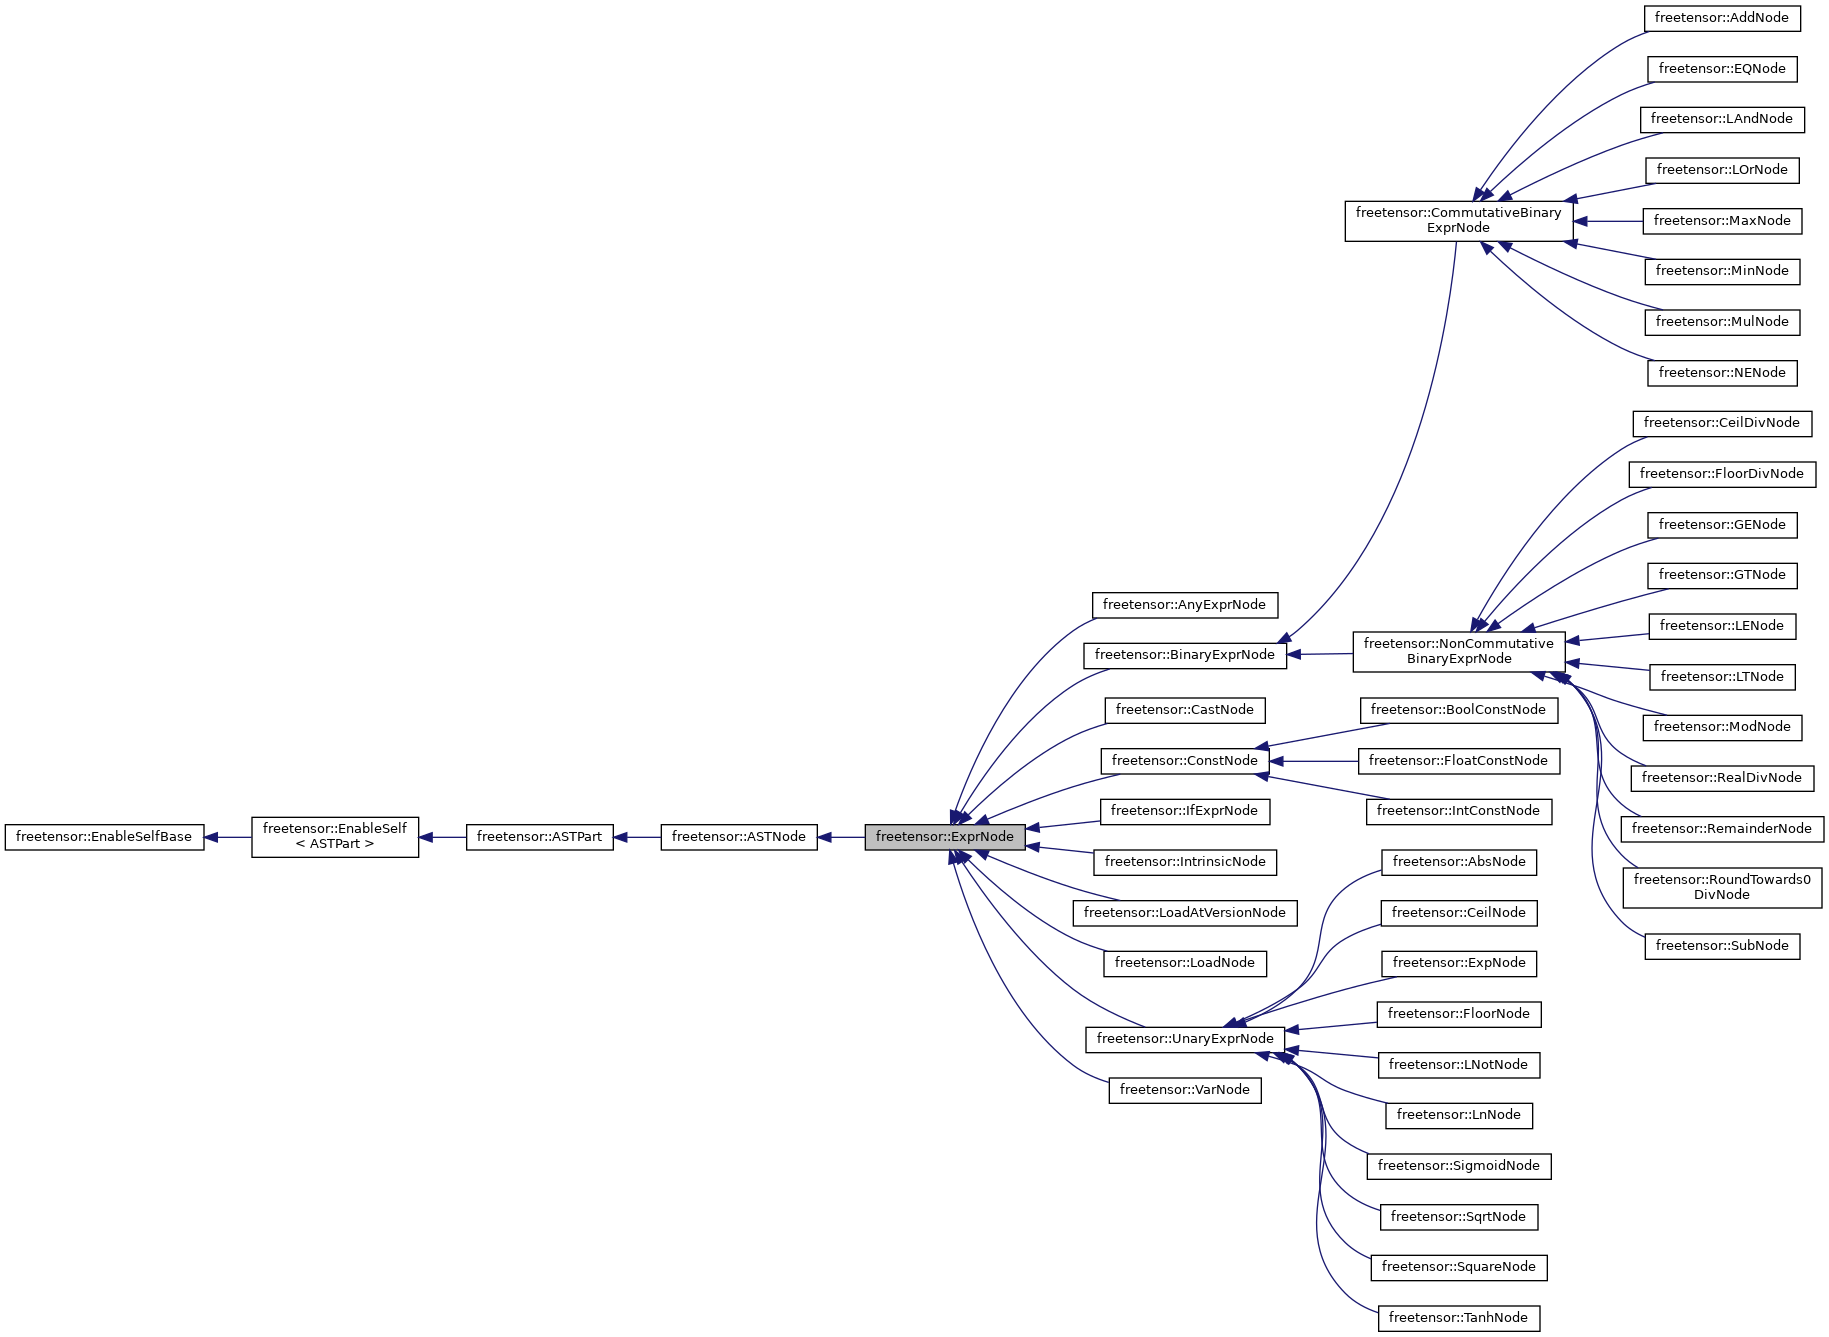 freetensor::EnableSelfBase
freetensor::EnableSelf
< ASTPart >
freetensor::ASTPart
freetensor::ASTNode
freetensor::ExprNode
freetensor::AnyExprNode
freetensor::BinaryExprNode
freetensor::CastNode
freetensor::ConstNode
freetensor::IfExprNode
freetensor::IntrinsicNode
freetensor::LoadAtVersionNode
freetensor::LoadNode
freetensor::UnaryExprNode
freetensor::VarNode
freetensor::CommutativeBinary
ExprNode
freetensor::NonCommutative
BinaryExprNode
freetensor::BoolConstNode
freetensor::FloatConstNode
freetensor::IntConstNode
freetensor::AbsNode
freetensor::CeilNode
freetensor::ExpNode
freetensor::FloorNode
freetensor::LNotNode
freetensor::LnNode
freetensor::SigmoidNode
freetensor::SqrtNode
freetensor::SquareNode
freetensor::TanhNode
freetensor::AddNode
freetensor::EQNode
freetensor::LAndNode
freetensor::LOrNode
freetensor::MaxNode
freetensor::MinNode
freetensor::MulNode
freetensor::NENode
freetensor::CeilDivNode
freetensor::FloorDivNode
freetensor::GENode
freetensor::GTNode
freetensor::LENode
freetensor::LTNode
freetensor::ModNode
freetensor::RealDivNode
freetensor::RemainderNode
freetensor::RoundTowards0
DivNode
freetensor::SubNode